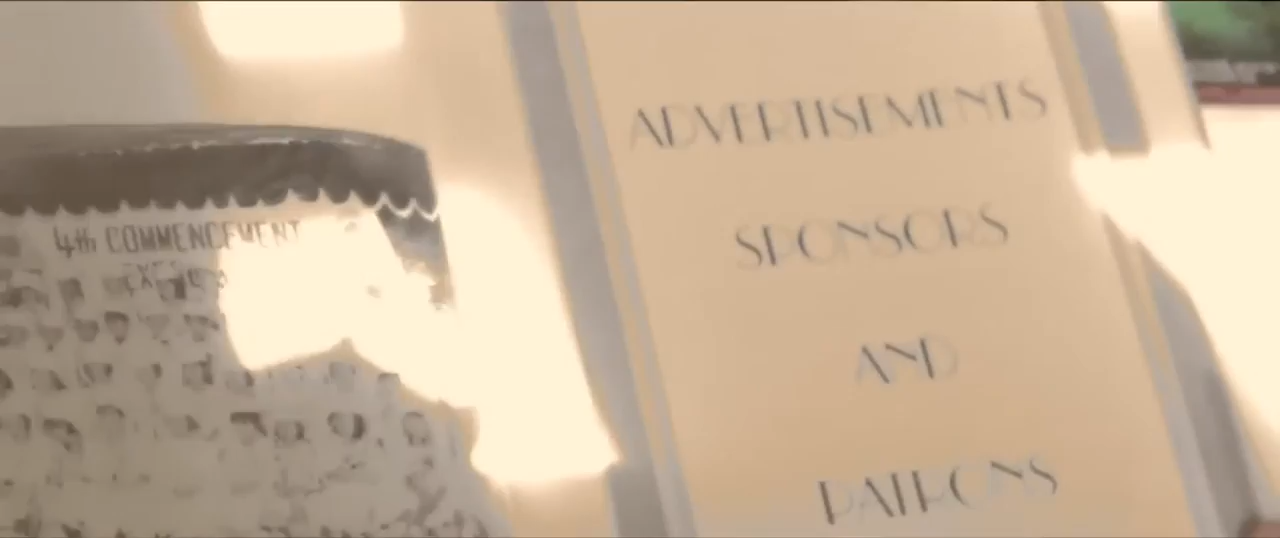 4th COMMENCEMENT
ADVERTISEMENTS
SPONSORS
AND
PATRONS